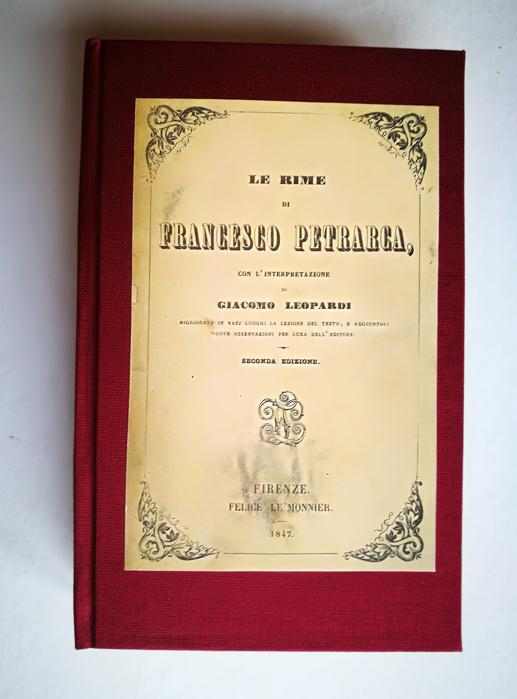 LE RIME
DI
FRANCESCO PETRARCA,
CON L'INTERPRETAZIONE
DI
GIACOMO LEOPARDI
MIGLIORATA IN VARJ LUOGHI LA LEZIONE DEL TESTO, E AGGIUNTOVI
NUOVE OSSERVAZIONI PER CURA DELL'EDITORE.
SECONDA EDIZIONE.
FIRENZE.
FELICE LE MONNIER.
1847.